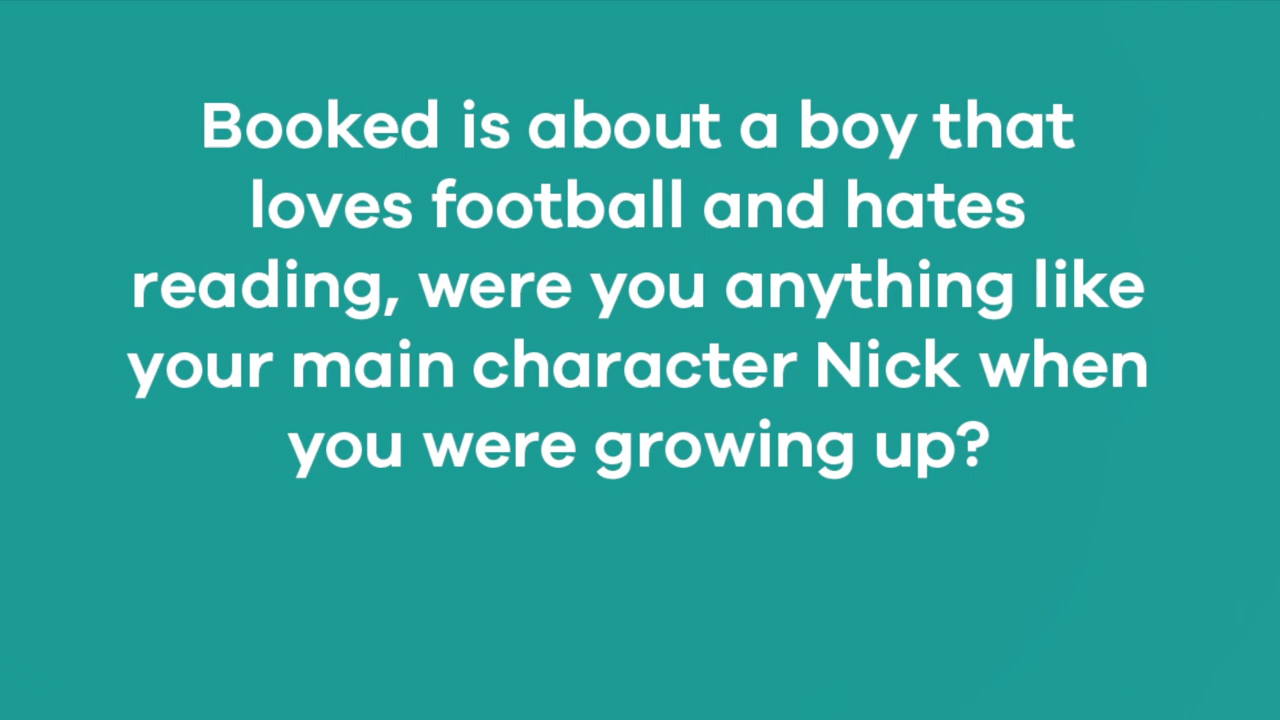 Booked is about a boy that
loves football and hates
reading, were you anything like
your main character Nick when
you were growing up?